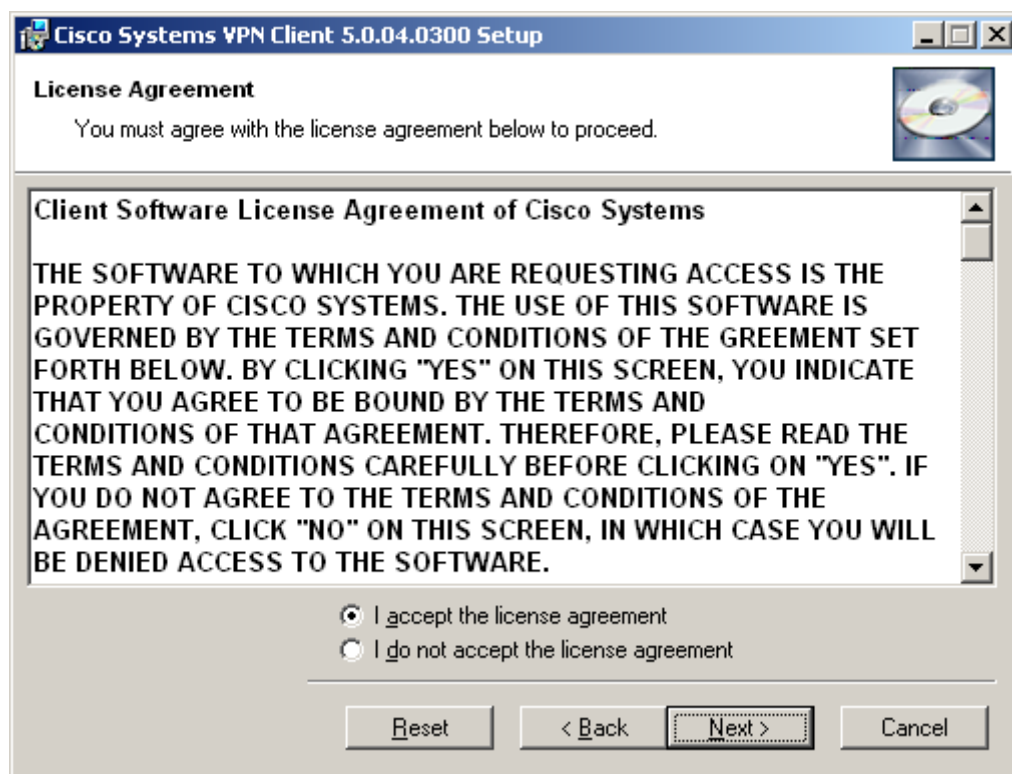 Cisco Systems VPN Client 5.0.04.0300 Setup
License Agreement
You must agree with the license agreement below to proceed.
Client Software License Agreement of Cisco Systems
THE SOFTWARE TO WHICH YOU ARE REQUESTING ACCESS IS THE
PROPERTY OF CISCO SYSTEMS. THE USE OF THIS SOFTWARE IS
GOVERNED BY THE TERMS AND CONDITIONS OF THE GREEMENT SET
FORTH BELOW. BY CLICKING "YES" ON THIS SCREEN, YOU INDICATE
THAT YOU AGREE TO BE BOUND BY THE TERMS AND
CONDITIONS OF THAT AGREEMENT. THEREFORE, PLEASE READ THE
TERMS AND CONDITIONS CAREFULLY BEFORE CLICKING ON "YES". IF
YOU DO NOT AGREE TO THE TERMS AND CONDITIONS OF THE
AGREEMENT, CLICK "NO" ON THIS SCREEN, IN WHICH CASE YOU WILL
BE DENIED ACCESS TO THE SOFTWARE.
I accept the license agreement
I do not accept the license agreement
Reset < Back Next > Cancel